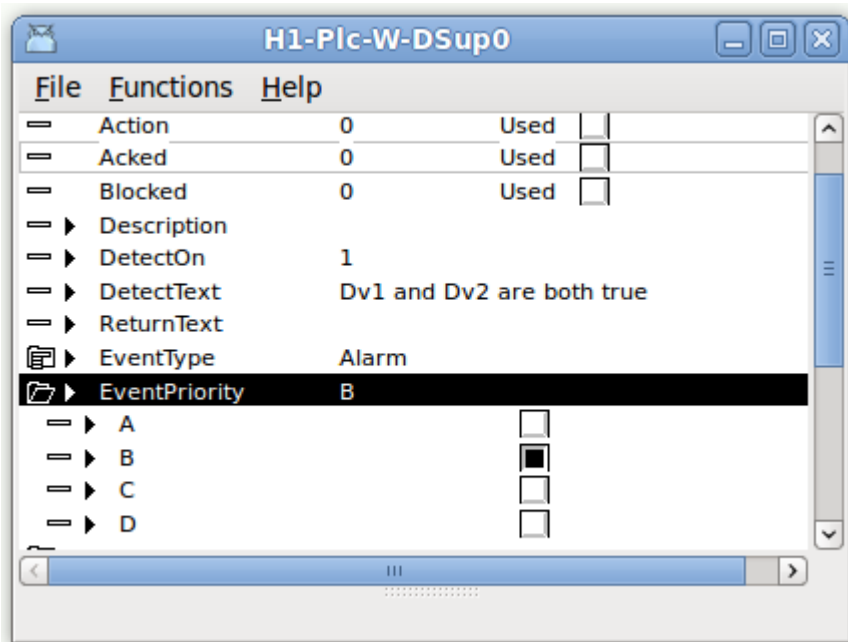 H1-Plc-W-DSup0
File Functions Help
Action 0 Used
Acked 0 Used
Blocked 0 Used
Description
DetectOn 1
DetectText Dv1 and Dv2 are both true
ReturnText
EventType Alarm
EventPriority B
A
B
C
D